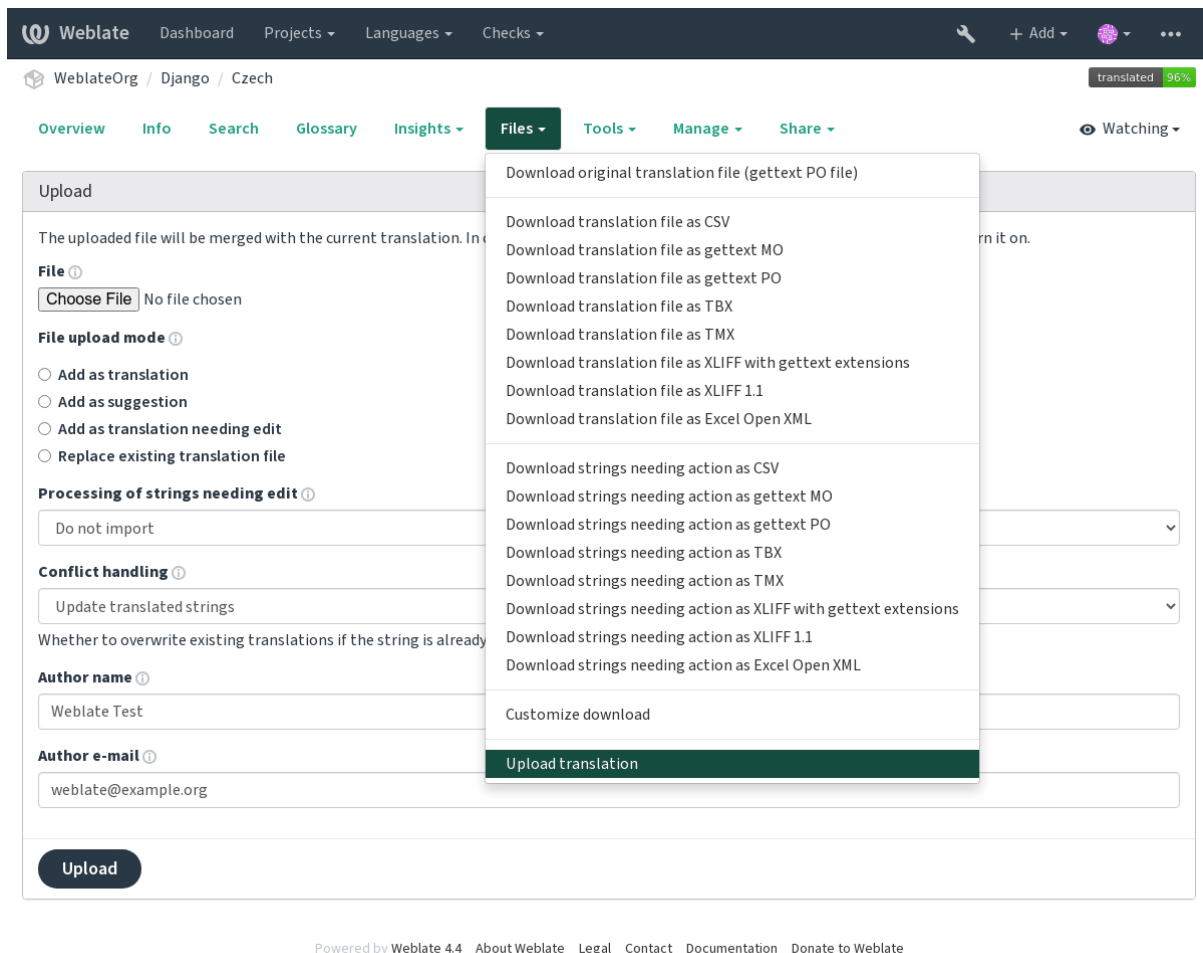 Weblate Dashboard Projects Languages Checks + Add
WeblateOrg / Django / Czech translated 96%
Overview Info Search Glossary Insights Files Tools Manage Share Watching
Upload
The uploaded file will be merged with the current translation. In
rn it on.
File
Choose File No file chosen
File upload mode
Add as translation
Add as suggestion
Add as translation needing edit
Replace existing translation file
Processing of strings needing edit
Do not import
Conflict handling
Update translated strings
Whether to overwrite existing translations if the string is already
Author name
Weblate Test
Author e-mail
weblate@example.org
Upload
Download original translation file (gettext PO file)
Download translation file as CSV
Download translation file as gettext MO
Download translation file as gettext PO
Download translation file as TBX
Download translation file as TMX
Download translation file as XLIFF with gettext extensions
Download translation file as XLIFF 1.1
Download translation file as Excel Open XML
Download strings needing action as CSV
Download strings needing action as gettext MO
Download strings needing action as gettext PO
Download strings needing action as TBX
Download strings needing action as TMX
Download strings needing action as XLIFF with gettext extensions
Download strings needing action as XLIFF 1.1
Download strings needing action as Excel Open XML
Customize download
Upload translation
Powered by Weblate 4.4 About Weblate Legal Contact Documentation Donate to Weblate